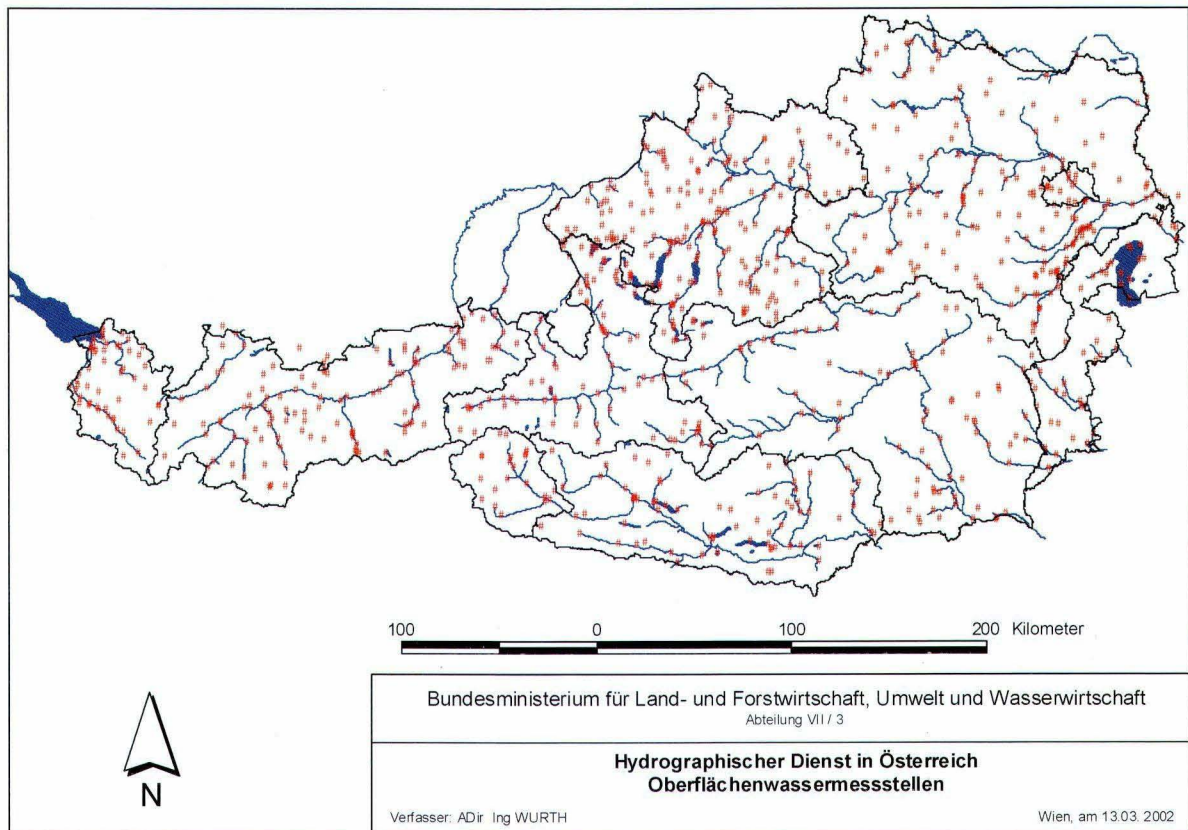 100 0 100 200 Kilometer
N
Bundesministerium für Land- und Forstwirtschaft, Umwelt und Wasserwirtschaft
Abteilung VII / 3
Hydrographischer Dienst in Österreich
Oberflächenwassermessstellen
Verfasser: ADir Ing WURTH
Wien, am 13.03. 2002